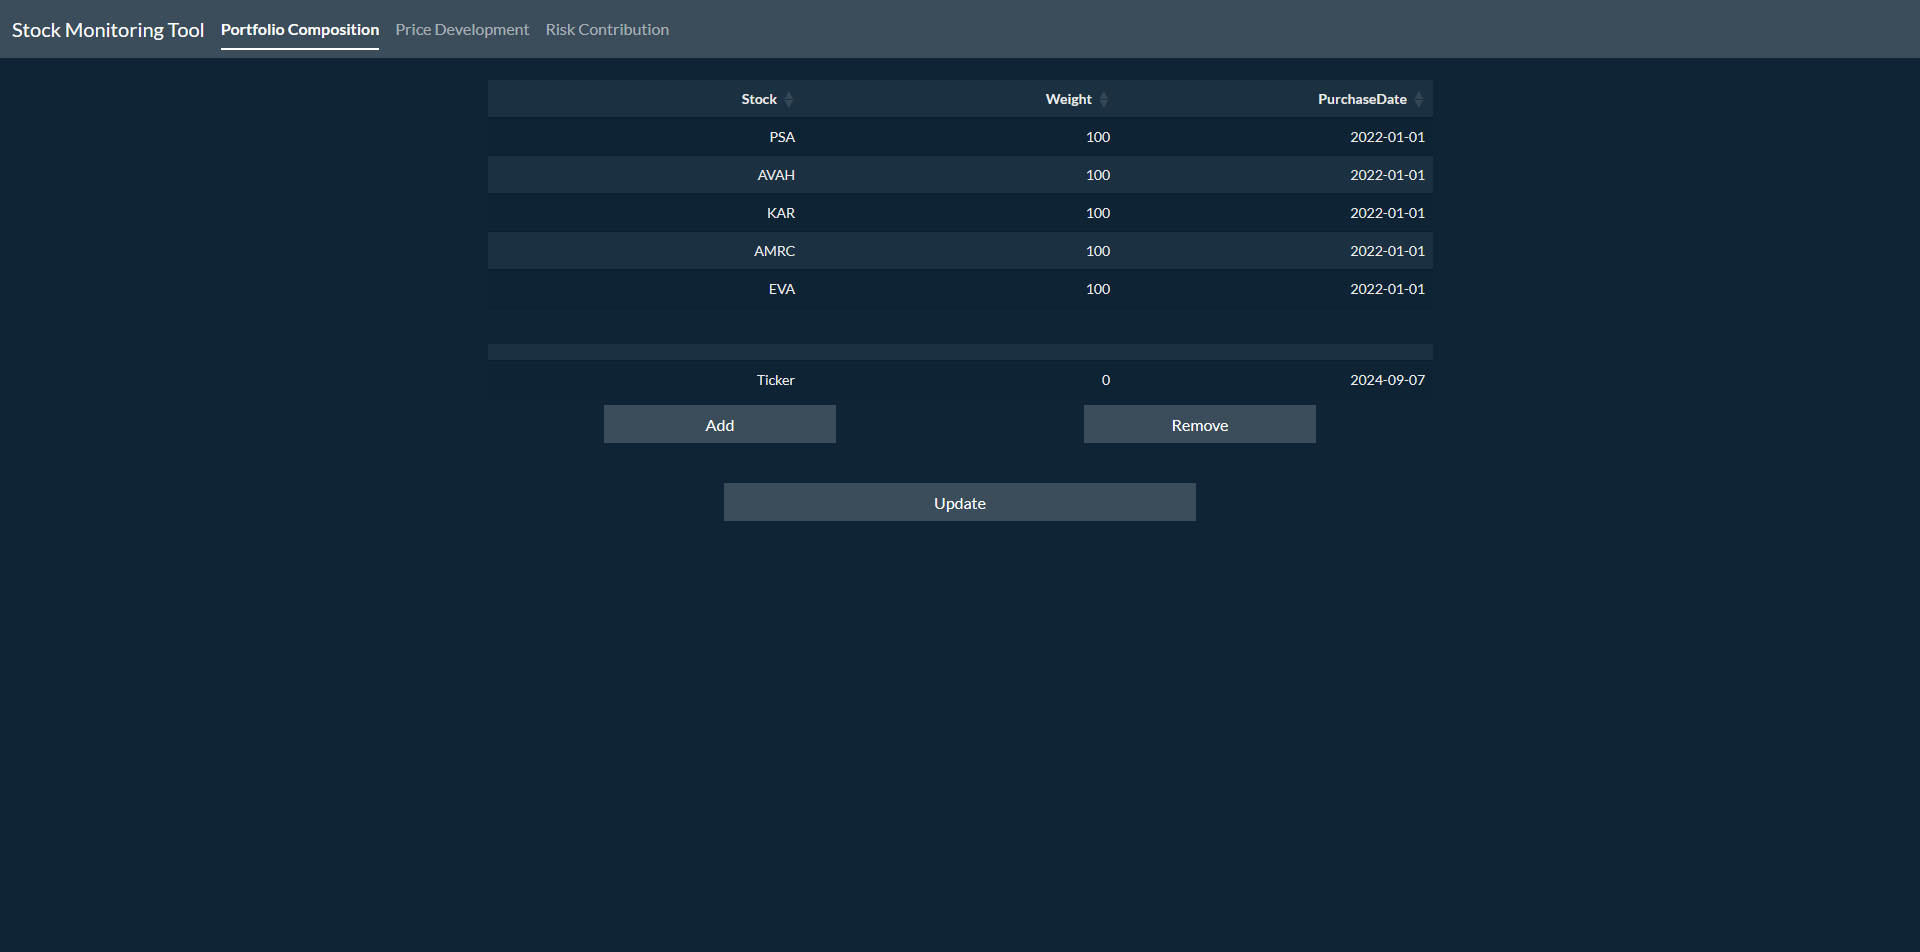 Stock Monitoring Tool Portfolio Composition Price Development Risk Contribution
Stock Weight PurchaseDate
PSA 100 2022-01-01
AVAH 100 2022-01-01
KAR 100 2022-01-01
AMRC 100 2022-01-01
EVA 100 2022-01-01
Ticker 0 2024-09-07
Add Remove
Update